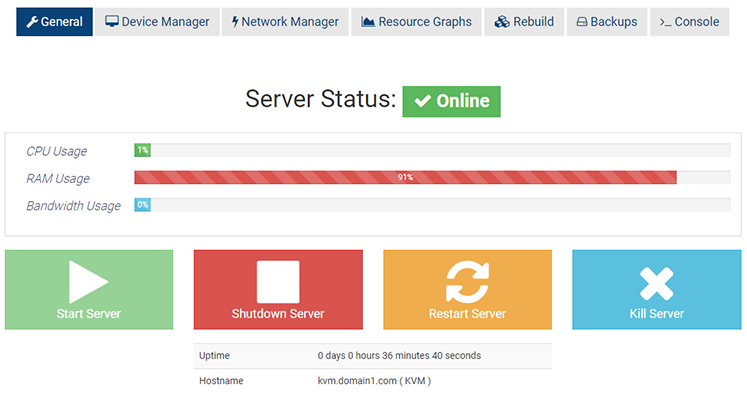 General Device Manager Network Manager Resource Graphs Rebuild Backups >_ Console
Server Status: Online
CPU Usage 1%
RAM Usage 91%
Bandwidth Usage 0%
Start Server Shutdown Server Restart Server Kill Server
Uptime 0 days 0 hours 36 minutes 40 seconds
Hostname kvm.domain1.com ( KVM )